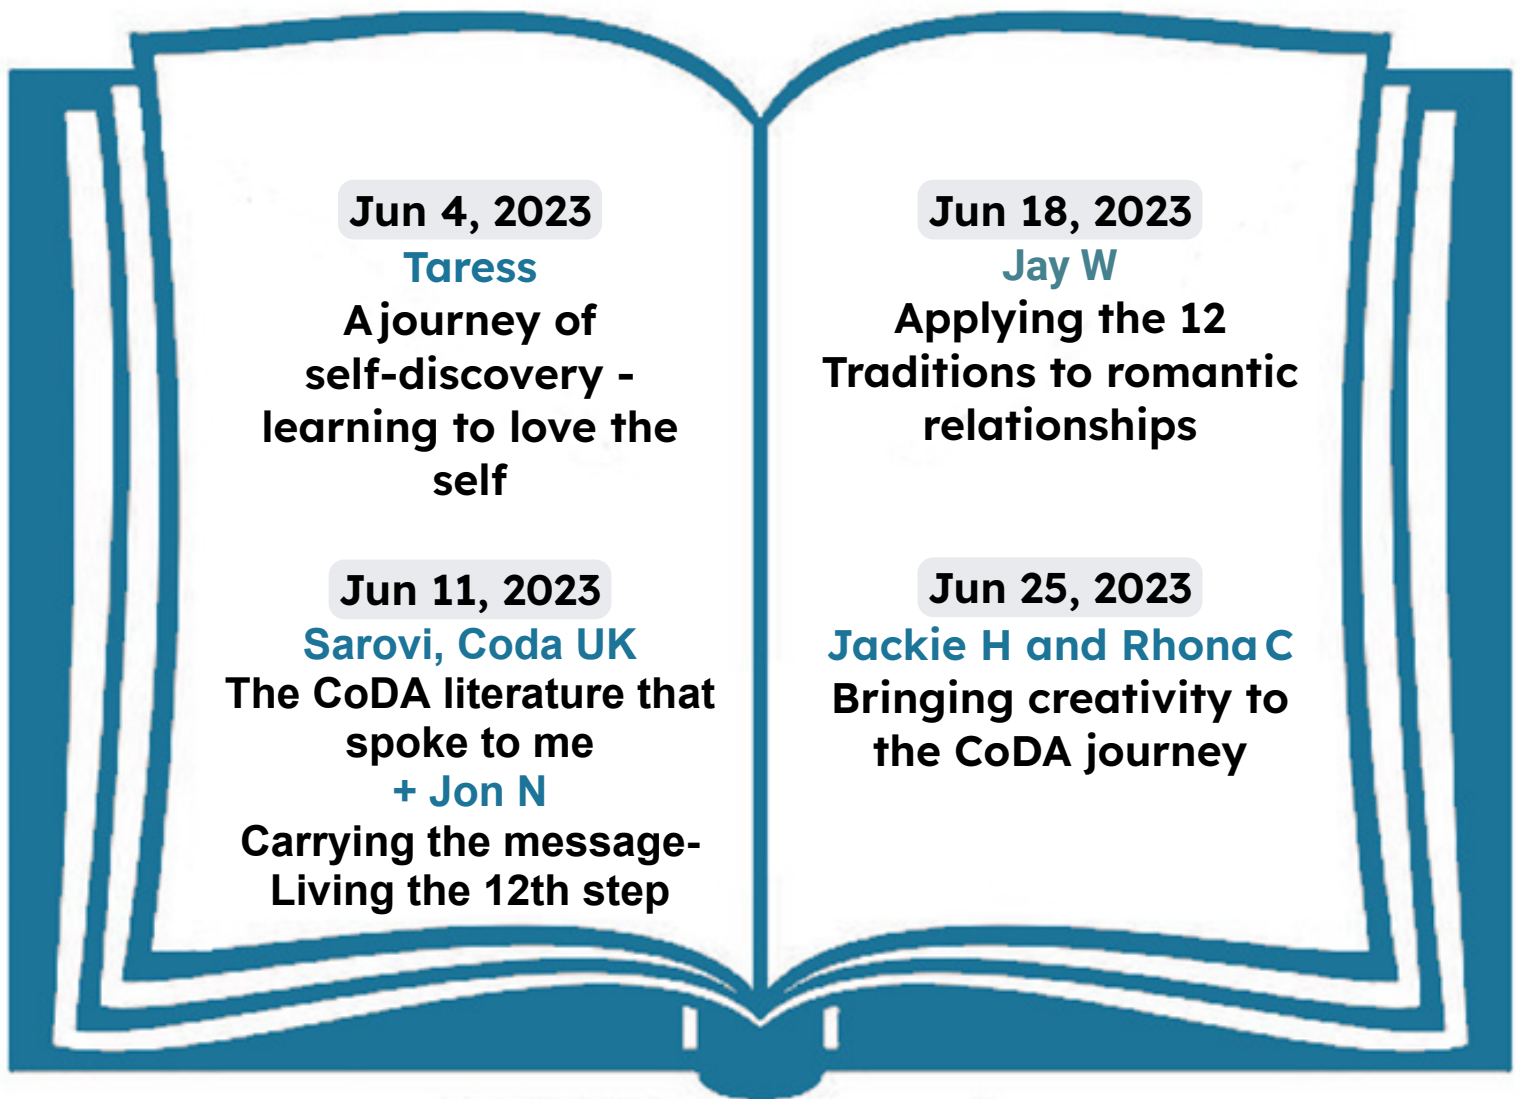 Jun 4, 2023
Taress
A journey of
self-discovery -
learning to love the
self
Jun 11, 2023
Sarovi, Coda UK
The CoDA literature that
spoke to me
+ Jon N
Carrying the message-
Living the 12th step
Jun 18, 2023
Jay W
Applying the 12
Traditions to romantic
relationships
Jun 25, 2023
Jackie H and Rhona C
Bringing creativity to
the CoDA journey